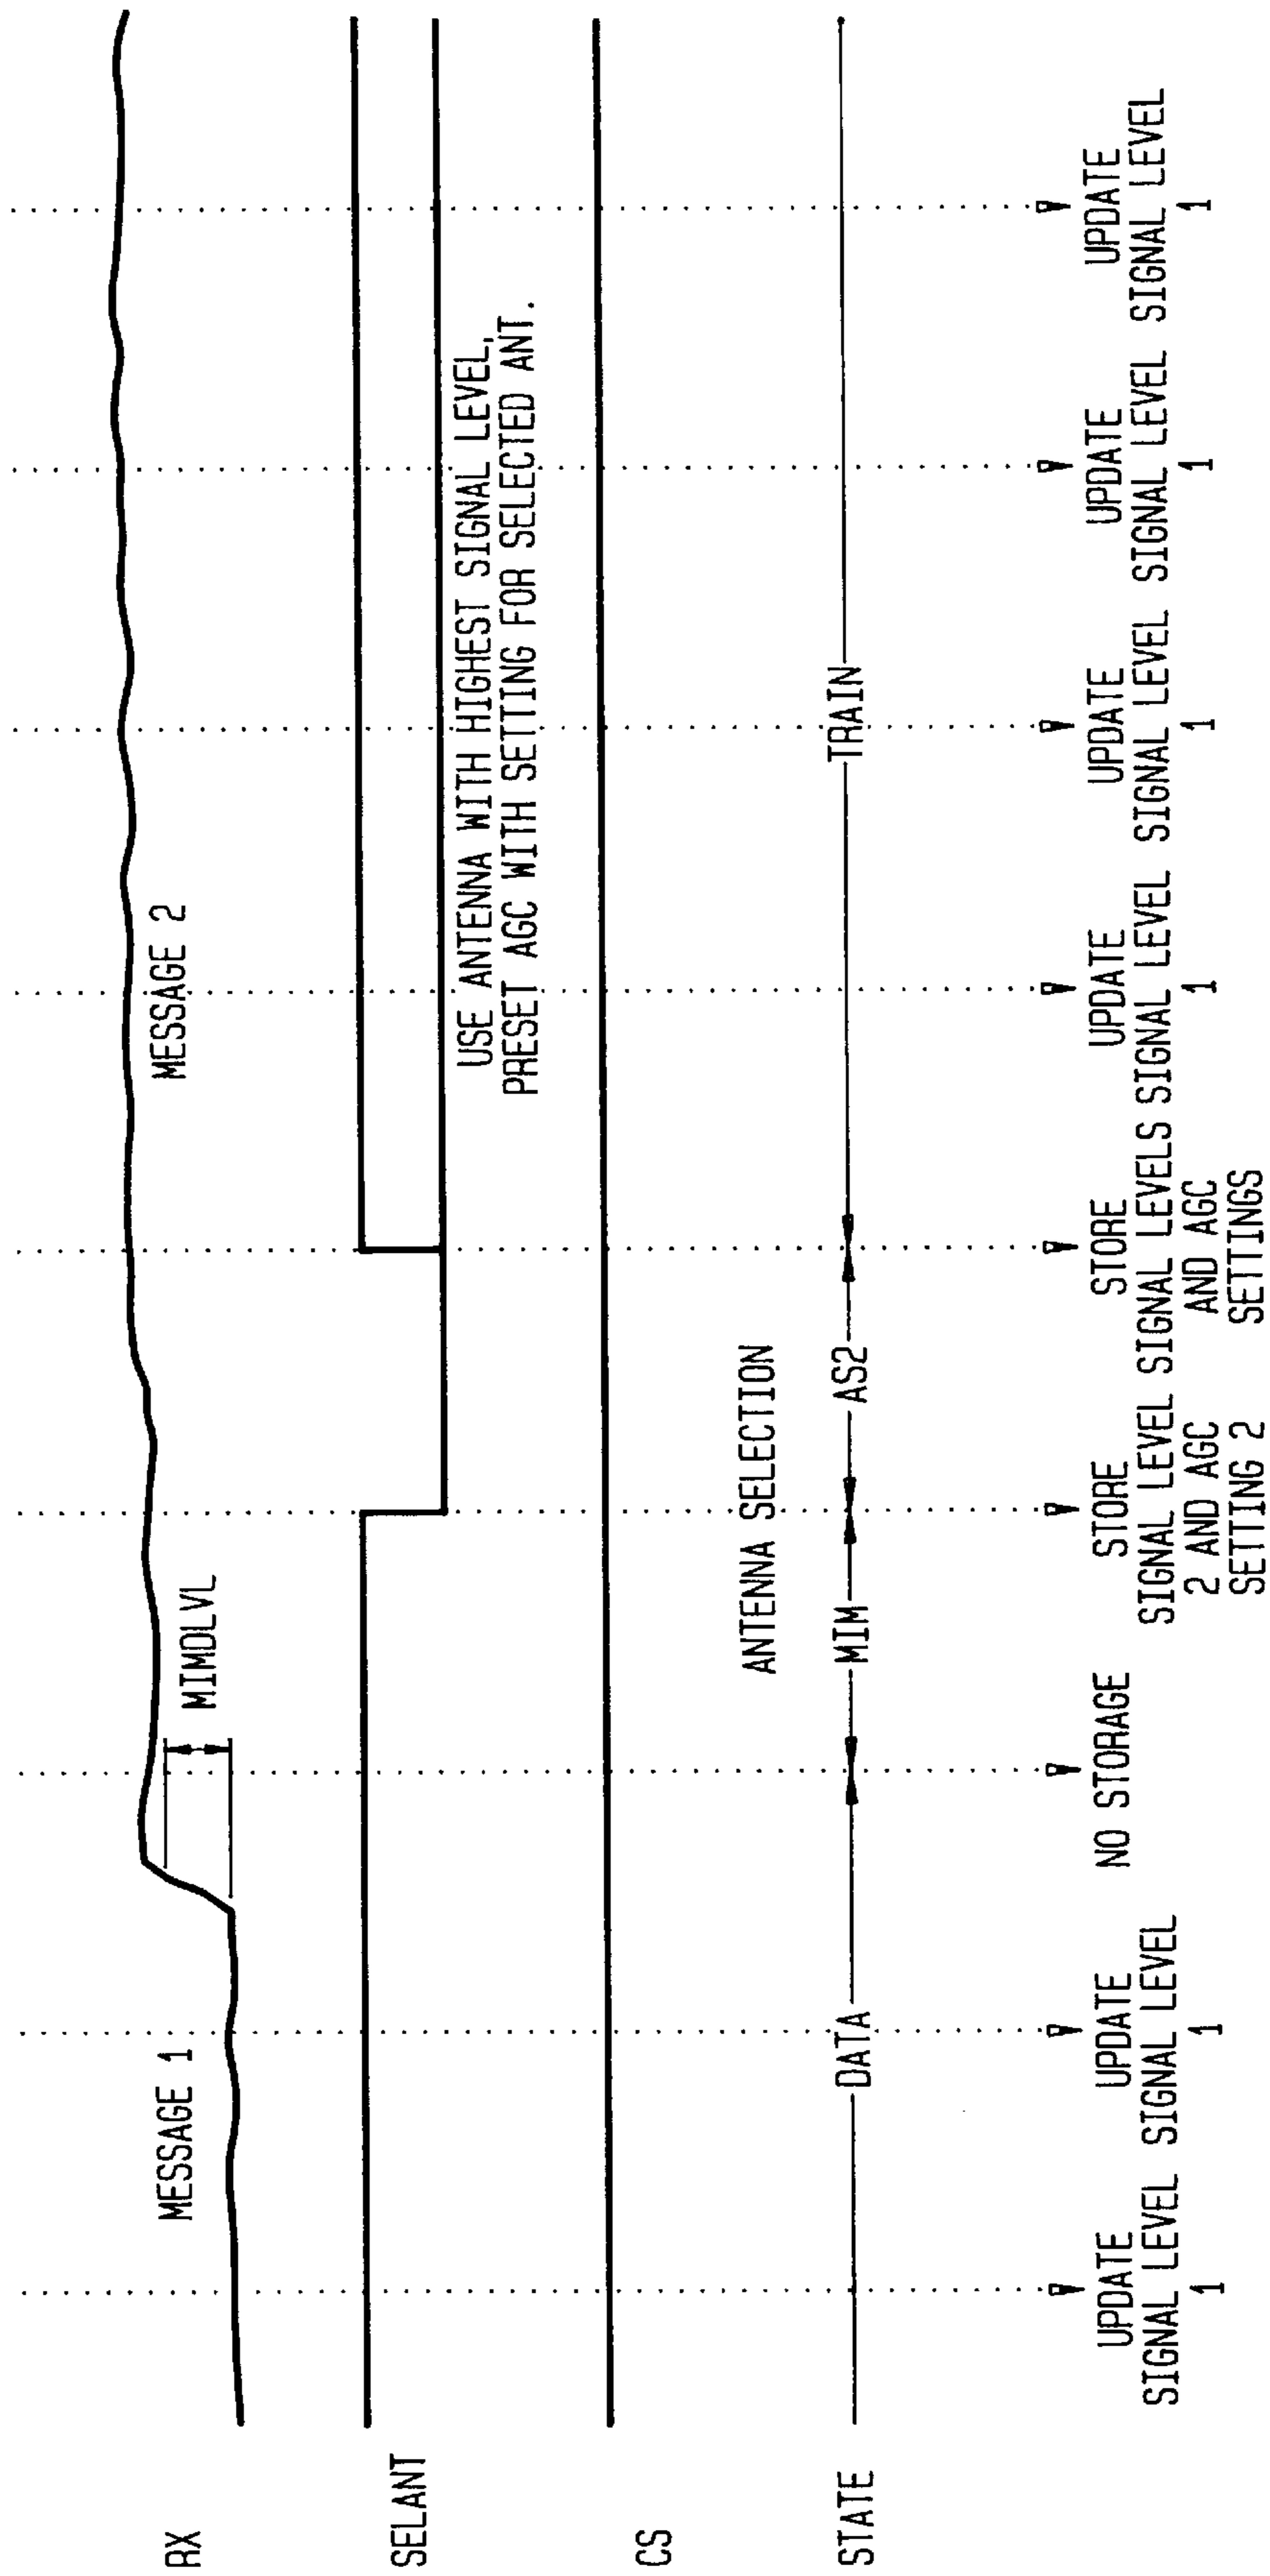 RX
MESSAGE 1
MIMDLVL
MESSAGE 2
SELANT
USE ANTENNA WITH HIGHEST SIGNAL LEVEL,
PRESET AGC WITH SETTING FOR SELECTED ANT.
CS
ANTENNA SELECTION
STATE
DATA
MIM
AS2
TRAIN
UPDATE
SIGNAL LEVEL
1
UPDATE
SIGNAL LEVEL
1
NO STORAGE
STORE
SIGNAL LEVEL
2 AND AGC
SETTING 2
STORE
SIGNAL LEVELS
AND AGC
SETTINGS
UPDATE
SIGNAL LEVEL
1
UPDATE
SIGNAL LEVEL
1
UPDATE
SIGNAL LEVEL
1
UPDATE
SIGNAL LEVEL
1